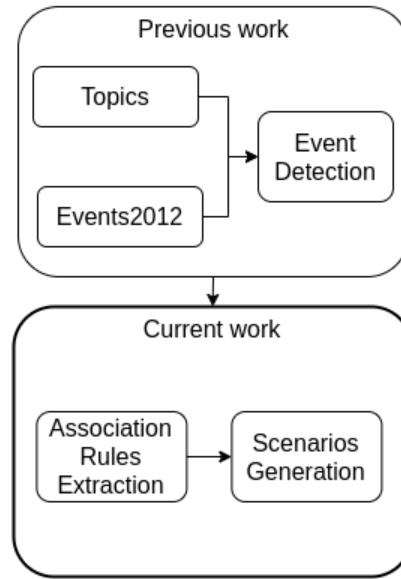 Previous work
Topics
Events2012
Event
Detection
Current work
Association
Rules
Extraction
Scenarios
Generation